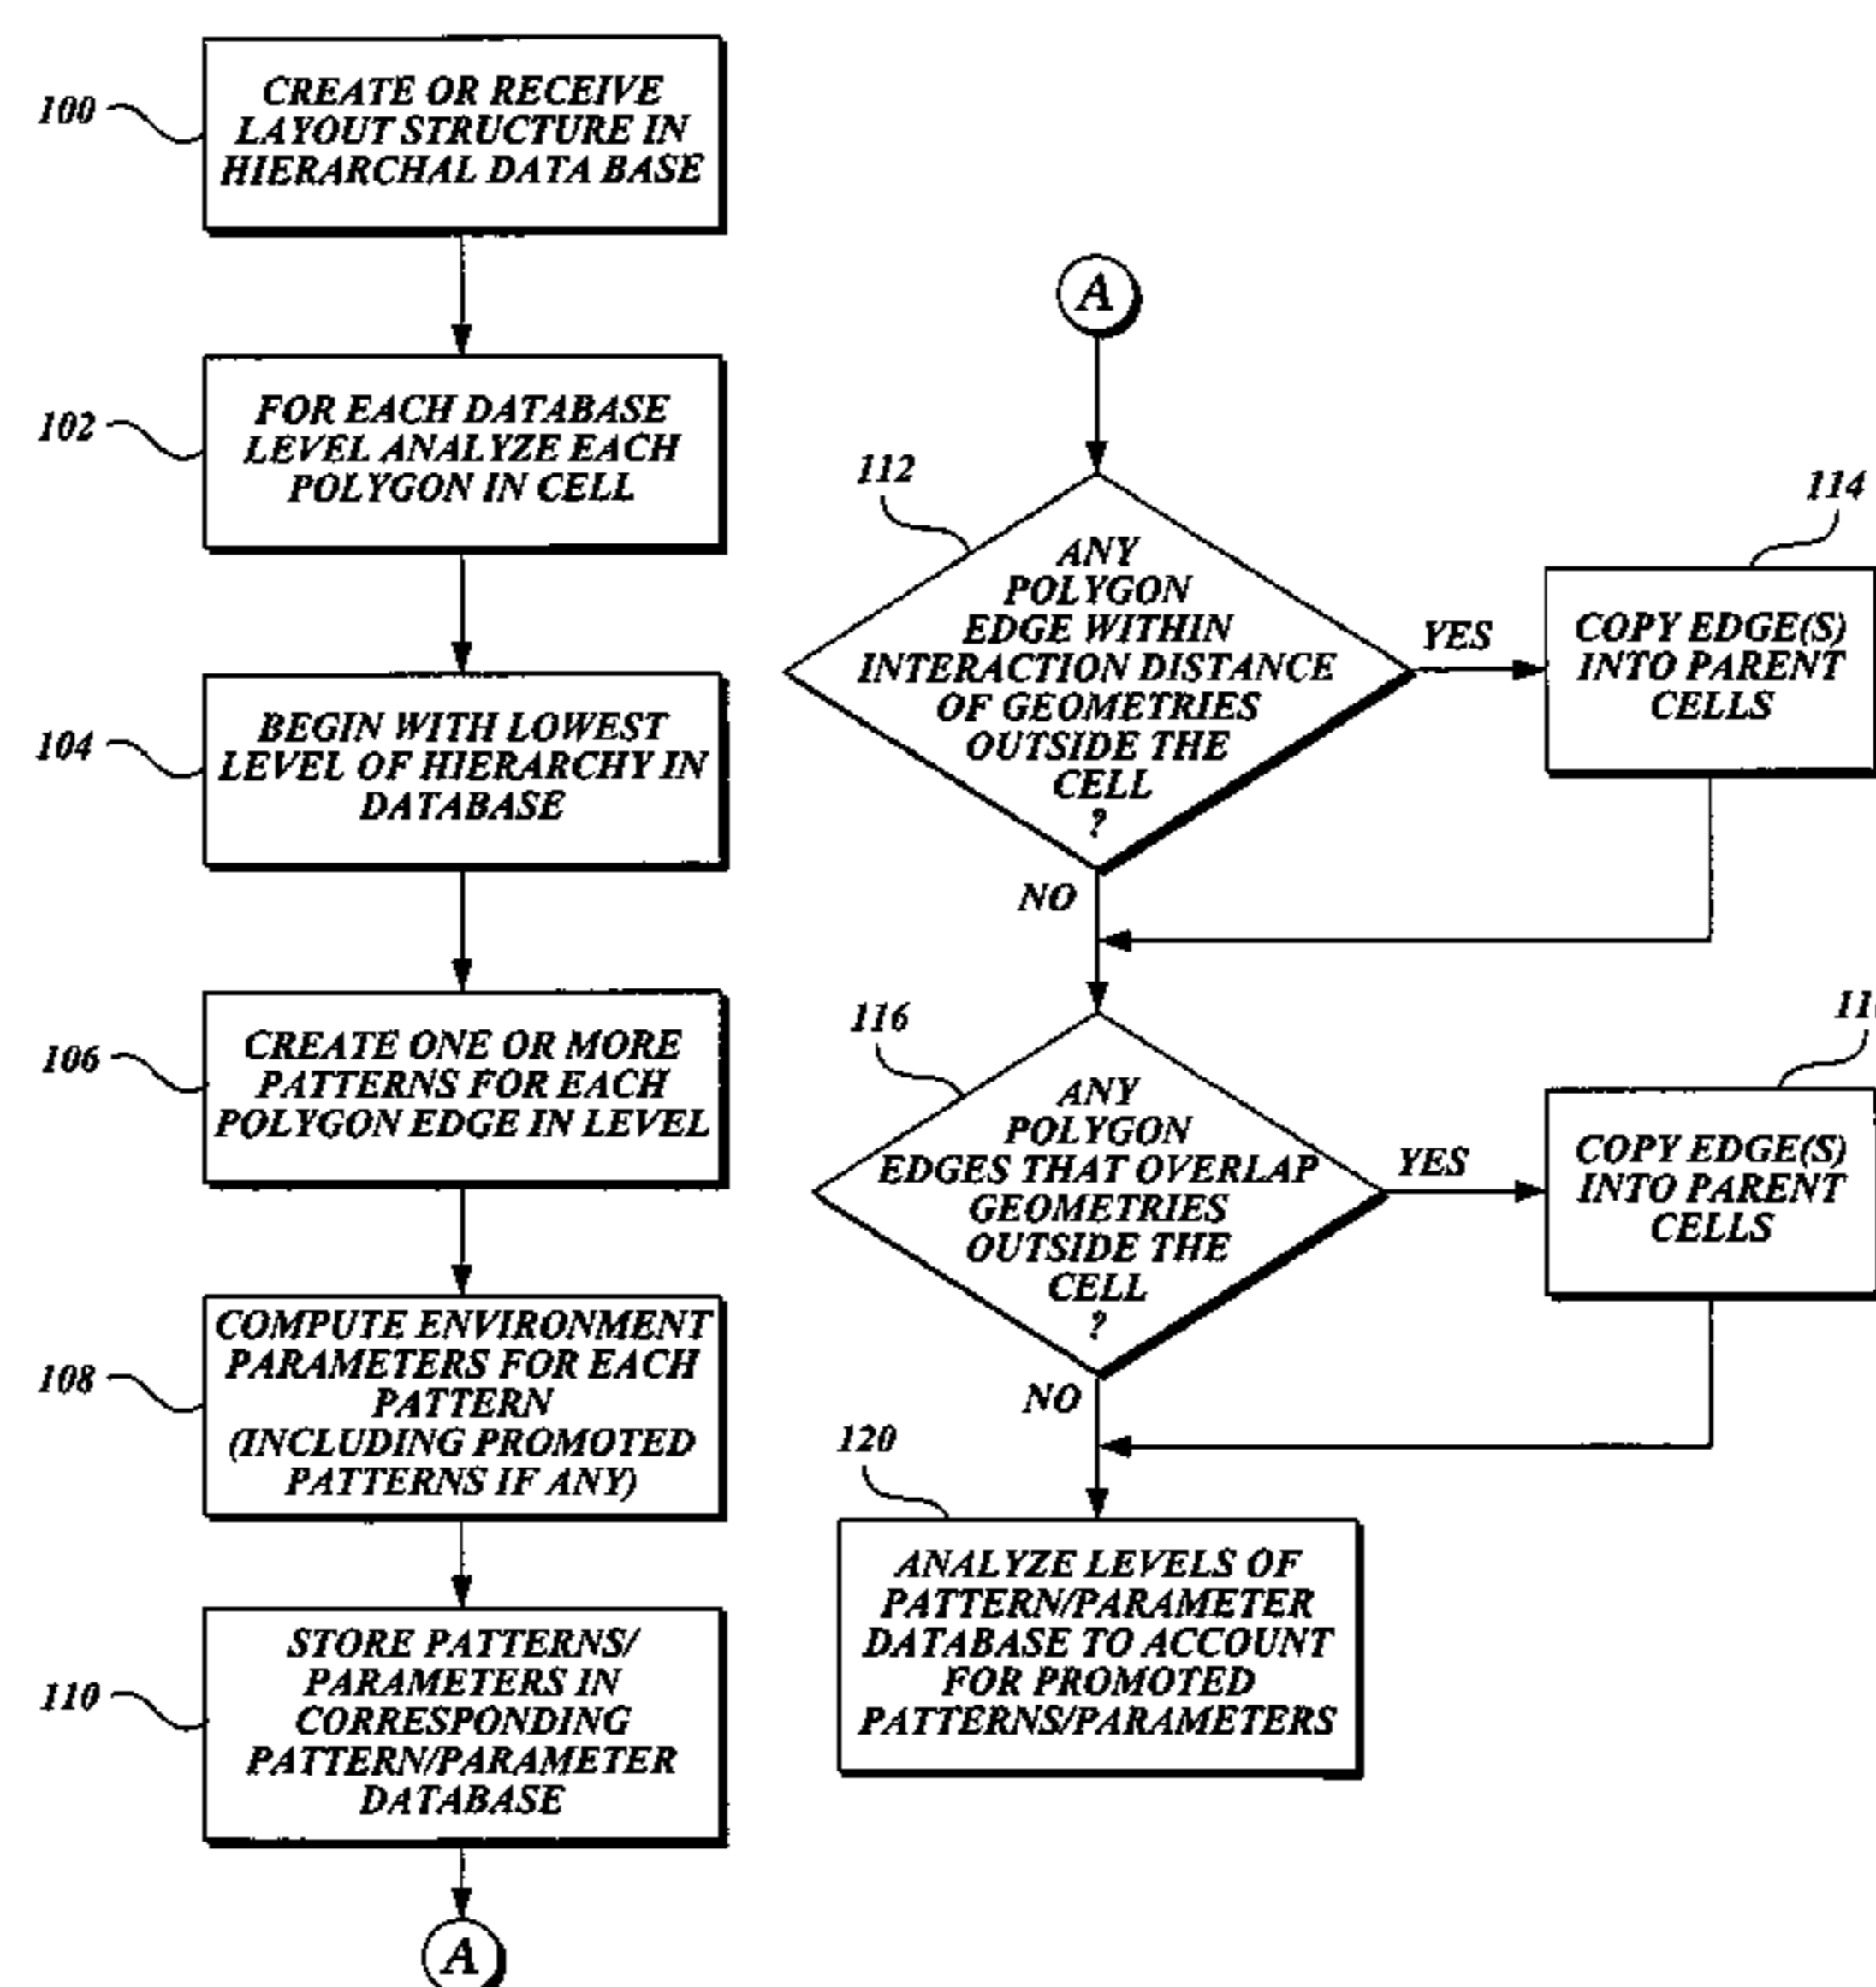 100
CREATE OR RECEIVE
LAYOUT STRUCTURE IN
HIERARCHAL DATA BASE
102
FOR EACH DATABASE
LEVEL ANALYZE EACH
POLYGON IN CELL
104
BEGIN WITH LOWEST
LEVEL OF HIERARCHY IN
DATABASE
106
CREATE ONE OR MORE
PATTERNS FOR EACH
POLYGON EDGE IN LEVEL
108
COMPUTE ENVIRONMENT
PARAMETERS FOR EACH
PATTERN
(INCLUDING PROMOTED
PATTERNS IF ANY)
110
STORE PATTERNS/
PARAMETERS IN
CORRESPONDING
PATTERN/PARAMETER
DATABASE
A
A
112
ANY
POLYGON
EDGE WITHIN
INTERACTION DISTANCE
OF GEOMETRIES
OUTSIDE THE
CELL
?
YES
NO
114
COPY EDGE(S)
INTO PARENT
CELLS
116
ANY
POLYGON
EDGES THAT OVERLAP
GEOMETRIES
OUTSIDE THE
CELL
?
YES
NO
COPY EDGE(S)
INTO PARENT
CELLS
120
ANALYZE LEVELS OF
PATTERN/PARAMETER
DATABASE TO ACCOUNT
FOR PROMOTED
PATTERNS/PARAMETERS